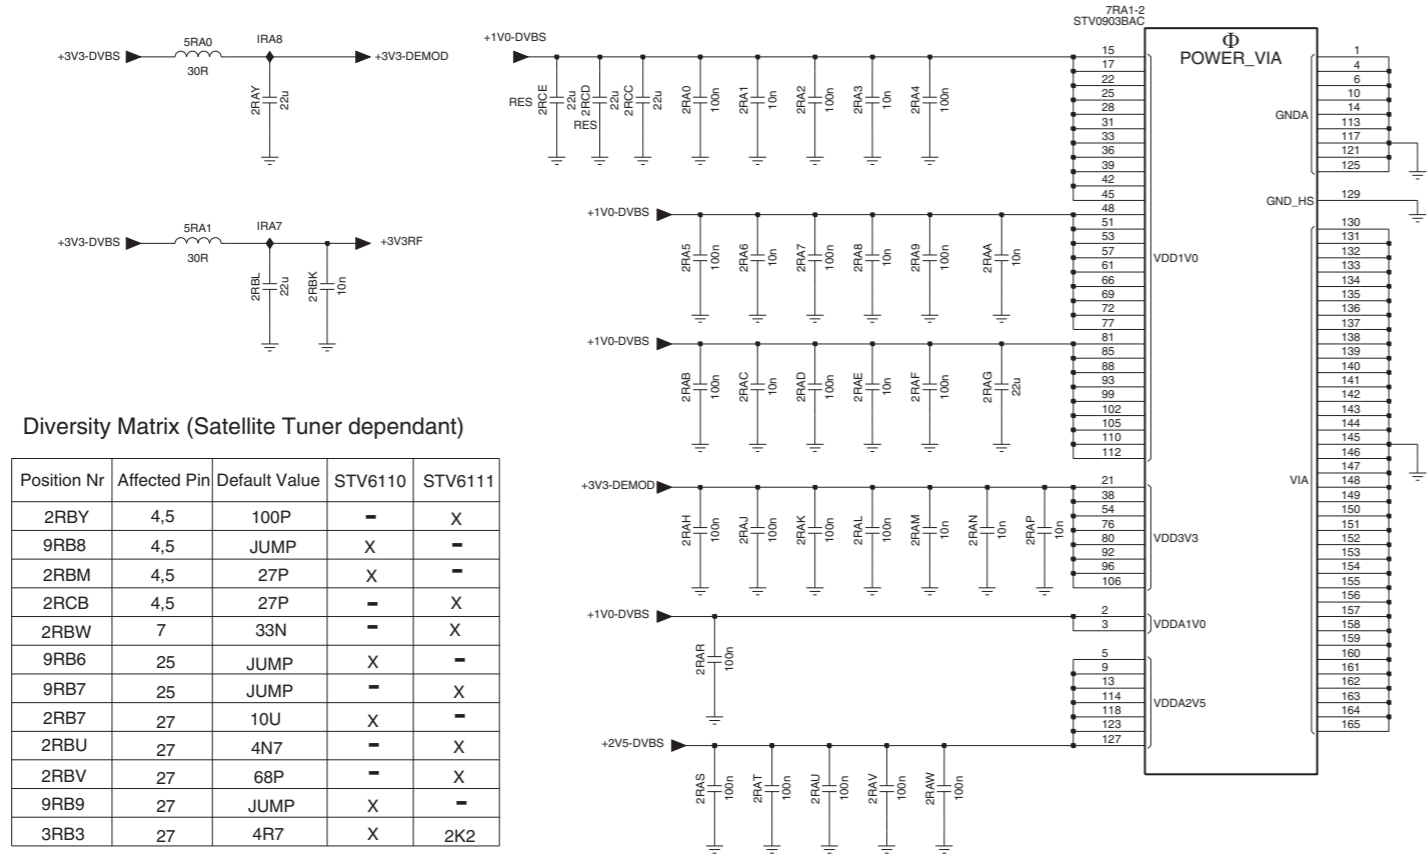 7RA1-2
STV0903BAC
Φ
POWER_VIA
+3V3-DVBS
5RA0
30R
IRA8
+3V3-DEMOD
2RAY
22u
+3V3-DVBS
5RA1
30R
IRA7
+3V3RF
2RBL
22u
2RBK
10n
+1V0-DVBS
RES
2RCE
22u
2RCD
22u
RES
2RCC
22u
2RA0
100n
2RA1
10n
2RA2
100n
2RA3
10n
2RA4
100n
+1V0-DVBS
2RA5
100n
2RA6
10n
2RA7
100n
2RA8
10n
2RA9
100n
2RAA
10n
+1V0-DVBS
2RAB
100n
2RAC
10n
2RAD
100n
2RAE
10n
2RAF
100n
2RAG
22u
+3V3-DEMOD
2RAH
100n
2RAJ
100n
2RAK
100n
2RAL
100n
2RAM
10n
2RAN
10n
2RAP
10n
+1V0-DVBS
2RAR
100n
+2V5-DVBS
2RAS
100n
2RAT
100n
2RAU
100n
2RAV
100n
2RAW
100n
15
17
22
25
28
31
33
36
39
42
45
48
51
53
57
61
66
69
72
77
81
85
88
93
99
102
105
110
112
VDD1V0
21
38
54
76
80
92
96
106
VDD3V3
2
3
VDDA1V0
5
9
13
114
118
123
127
VDDA2V5
GNDA
1
4
6
10
14
113
117
121
125
GND_HS
129
VIA
130
131
132
133
134
135
136
137
138
139
140
141
142
143
144
145
146
147
148
149
150
151
152
153
154
155
156
157
158
159
160
161
162
163
164
165
Diversity Matrix (Satellite Tuner dependant)
Position Nr Affected Pin Default Value STV6110 STV6111
2RBY 4,5 100P - X
9RB8 4,5 JUMP X -
2RBM 4,5 27P X -
2RCB 4,5 27P - X
2RBW 7 33N - X
9RB6 25 JUMP X -
9RB7 25 JUMP - X
2RB7 27 10U X -
2RBU 27 4N7 - X
2RBV 27 68P - X
9RB9 27 JUMP X -
3RB3 27 4R7 X 2K2